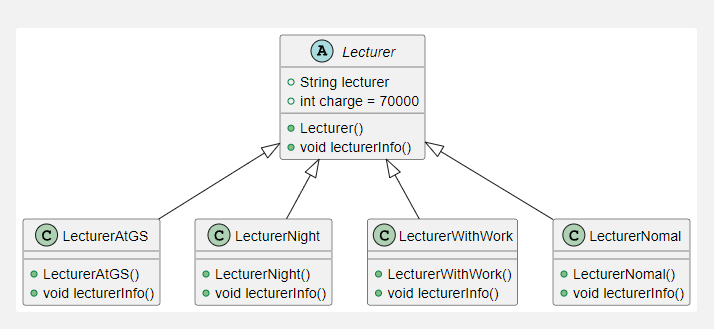 A Lecturer
String lecturer
int charge = 70000
Lecturer()
void lecturerInfo()
C LecturerAtGS
LecturerAtGS()
void lecturerInfo()
C LecturerNight
LecturerNight()
void lecturerInfo()
C LecturerWithWork
LecturerWithWork()
void lecturerInfo()
C LecturerNomal
LecturerNomal()
void lecturerInfo()